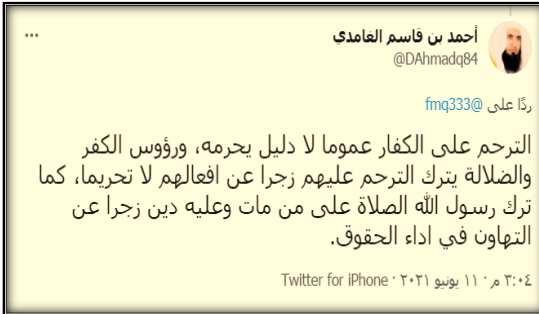 أحمد بن قاسم الغامدي
@DAhmadq84
ردًا على @fmq333
الترحم على الكفار عموما لا دليل يحرمه، ورؤوس الكفر
والضلالة يترك الترحم عليهم زجرا عن افعالهم لا تحريما، كما
ترك رسول الله الصلاة على من مات وعليه دين زجرا عن
التهاون في اداء الحقوق.
٣:٠٤ م · ١١ يونيو ٢٠٢١ · Twitter for iPhone